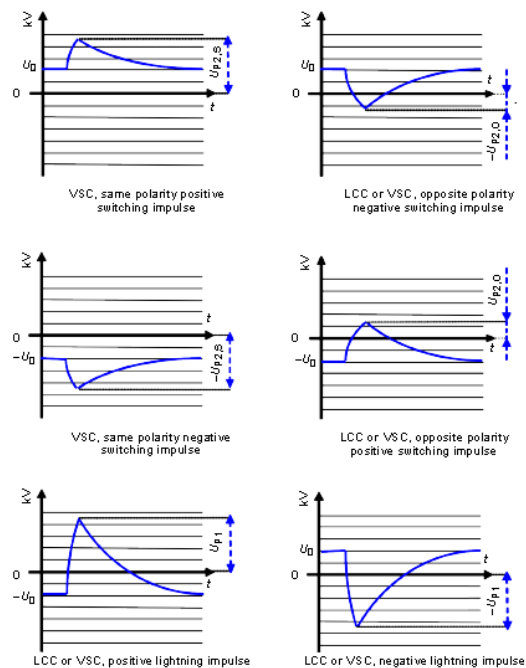 kV
U0
0
t
UP2,S
VSC, same polarity positive
switching impulse
kV
U0
0
t
-UP2,O
LCC or VSC, opposite polarity
negative switching impulse
kV
0
-U0
t
-UP2,S
VSC, same polarity negative
switching impulse
kV
0
-U0
t
UP2,O
LCC or VSC, opposite polarity
positive switching impulse
kV
0
-U0
t
UP1
LCC or VSC, positive lightning impulse
kV
U0
0
t
-UP1
LCC or VSC, negative lightning impulse